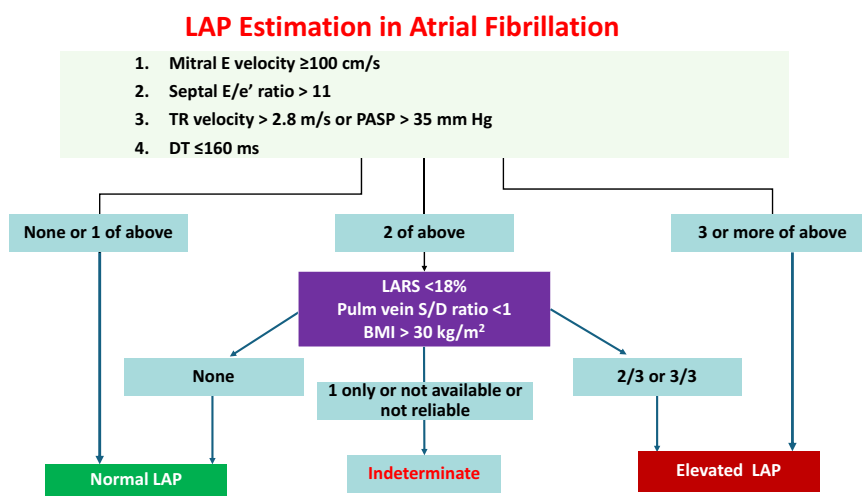 LAP Estimation in Atrial Fibrillation
1. Mitral E velocity ≥100 cm/s
2. Septal E/e’ ratio > 11
3. TR velocity > 2.8 m/s or PASP > 35 mm Hg
4. DT ≤160 ms
None or 1 of above
2 of above
3 or more of above
LARS <18%
Pulm vein S/D ratio <1
BMI > 30 kg/m²
None
1 only or not available or
not reliable
2/3 or 3/3
Normal LAP
Indeterminate
Elevated LAP